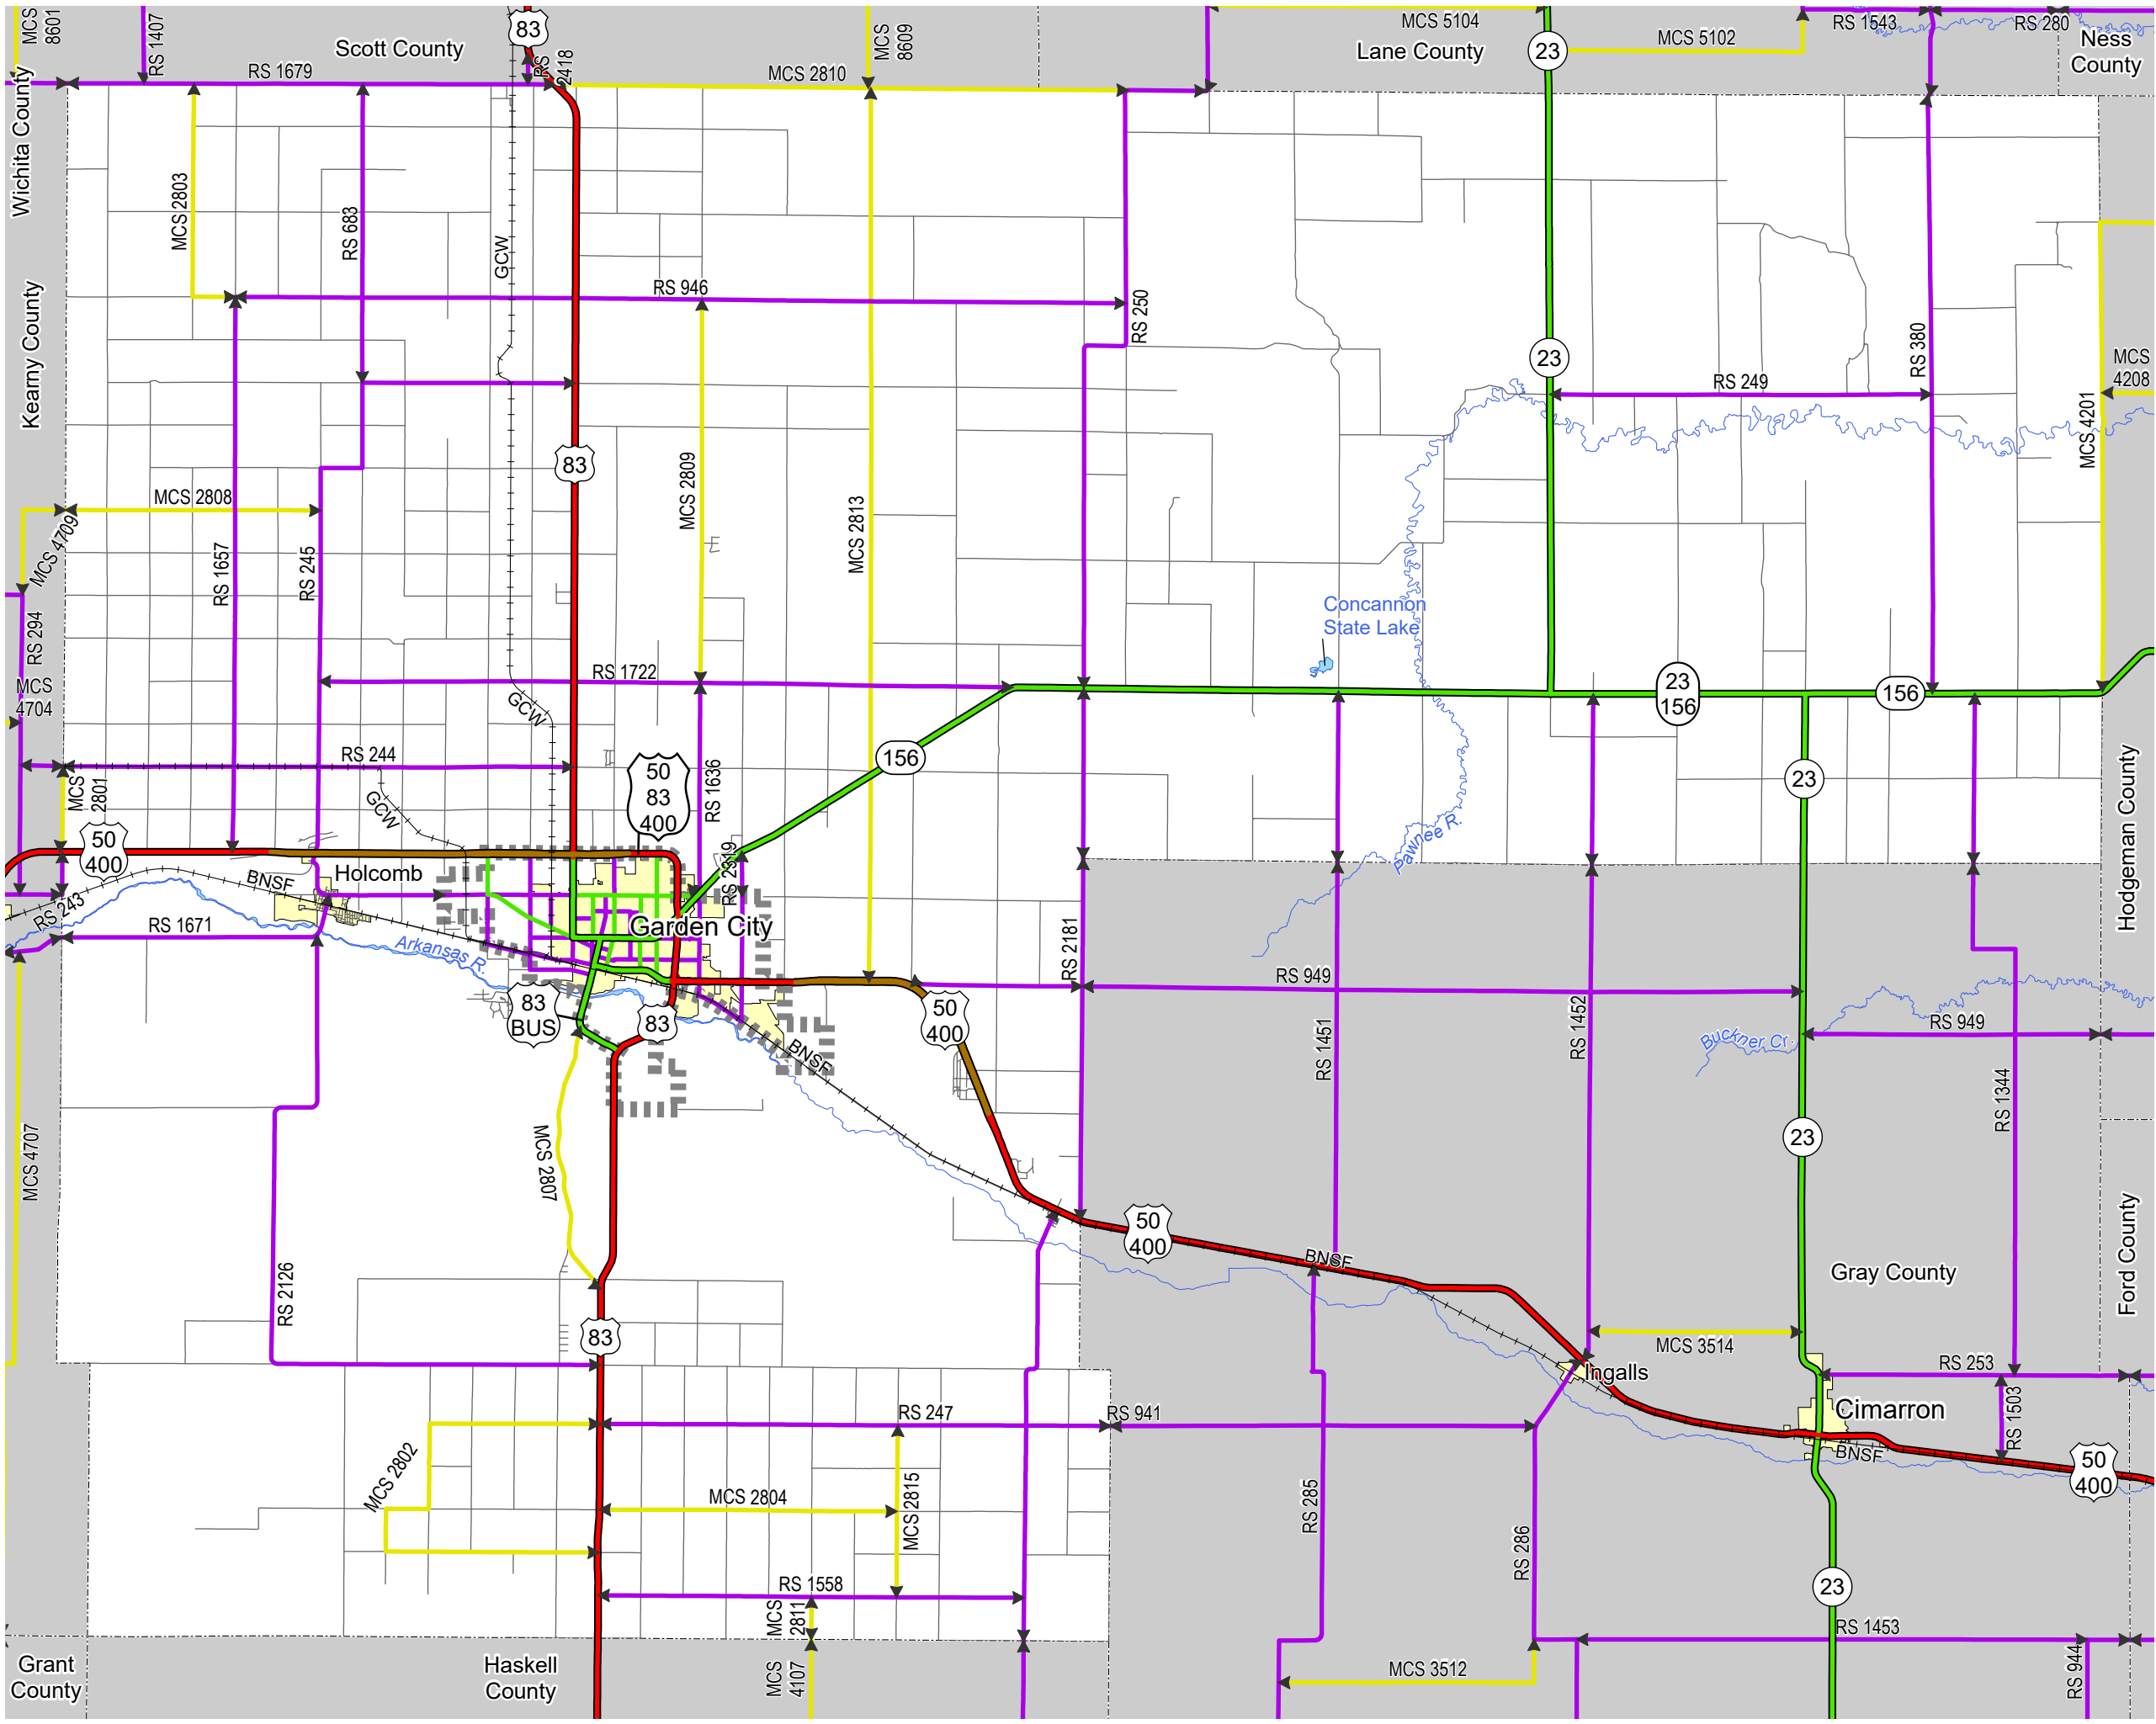 MCS
8601
RS 1407
Scott County
83
RS
2418
MCS
8609
MCS 5104
Lane County
23
MCS 5102
RS 1543
RS 280
Ness
County
RS 1679
MCS 2810
Wichita County
MCS 2803
RS 683
GCW
RS 946
RS 250
Kearny County
23
RS 380
RS 249
MCS
4208
MCS 4201
83
MCS 2809
MCS 2813
MCS 2808
MCS 4709
RS 1657
RS 245
RS 294
Concannon
State Lake
MCS
4704
RS 1722
GCW
23
156
156
156
RS 244
MCS
2801
GCW
50
83
400
RS 1636
23
Hodgeman County
Pawnee R.
50
400
Holcomb
BNSF
RS 243
RS 2319
Garden City
RS 1671
Arkansas R.
RS 2181
RS 949
83
BUS
83
50
400
BNSF
RS 1451
RS 1452
Buckner Cr.
RS 949
RS 1344
MCS 4707
MCS 2807
23
50
400
BNSF
Gray County
Ford County
RS 2126
83
MCS 3514
Ingalls
RS 253
Cimarron
RS 1503
BNSF
50
400
RS 247
RS 941
MCS 2802
MCS 2804
MCS 2815
RS 285
RS 286
RS 1558
MCS
2811
23
RS 1453
Grant
County
Haskell
County
MCS
4107
MCS 3512
RS 944